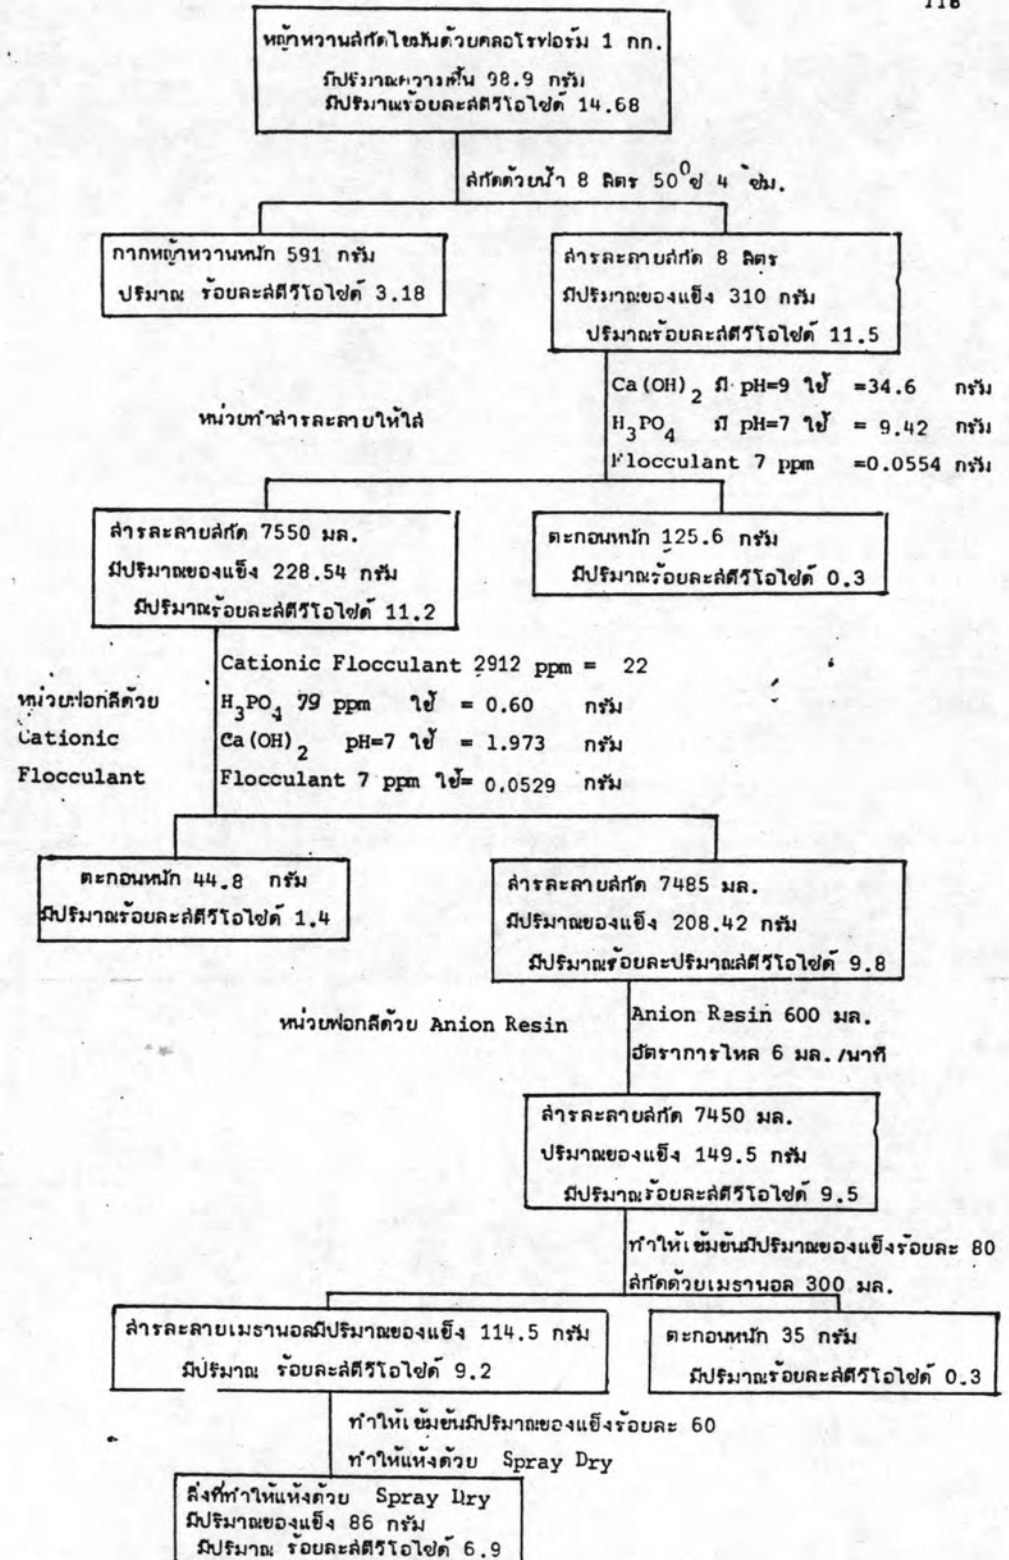 118
หญ้าหวานสกัดไขมันด้วยคลอโรฟอร์ม 1 กก.
มีปริมาณความชื้น 98.9 กรัม
มีปริมาณร้อยละสตีวีโอไซด์ 14.68
สกัดด้วยน้ำ 8 ลิตร 50⁰ซ 4 ชม.
กากหญ้าหวานหนัก 591 กรัม
ปริมาณ ร้อยละสตีวีโอไซด์ 3.18
สารละลายสกัด 8 ลิตร
มีปริมาณของแข็ง 310 กรัม
ปริมาณร้อยละสตีวีโอไซด์ 11.5
Ca(OH)₂ มี pH=9 ใช้ =34.6 กรัม
หน่วยทำสารละลายให้ใส
H₃PO₄ มี pH=7 ใช้ = 9.42 กรัม
Flocculant 7 ppm =0.0554 กรัม
สารละลายสกัด 7550 มล.
มีปริมาณของแข็ง 228.54 กรัม
มีปริมาณร้อยละสตีวีโอไซด์ 11.2
ตะกอนหนัก 125.6 กรัม
มีปริมาณร้อยละสตีวีโอไซด์ 0.3
Cationic Flocculant 2912 ppm = 22
หน่วยฟอกสีด้วย
Cationic
Flocculant
H₃PO₄ 79 ppm ใช้ = 0.60 กรัม
Ca(OH)₂ pH=7 ใช้ = 1.973 กรัม
Flocculant 7 ppm ใช้= 0.0529 กรัม
ตะกอนหนัก 44.8 กรัม
มีปริมาณร้อยละสตีวีโอไซด์ 1.4
สารละลายสกัด 7485 มล.
มีปริมาณของแข็ง 208.42 กรัม
มีปริมาณร้อยละปริมาณสตีวีโอไซด์ 9.8
หน่วยฟอกสีด้วย Anion Resin
Anion Resin 600 มล.
อัตราการไหล 6 มล./นาที
สารละลายสกัด 7450 มล.
ปริมาณของแข็ง 149.5 กรัม
มีปริมาณร้อยละสตีวีโอไซด์ 9.5
ทำให้เข้มข้นมีปริมาณของแข็งร้อยละ 80
สกัดด้วยเมธานอล 300 มล.
สารละลายเมธานอลมีปริมาณของแข็ง 114.5 กรัม
มีปริมาณ ร้อยละสตีวีโอไซด์ 9.2
ตะกอนหนัก 35 กรัม
มีปริมาณร้อยละสตีวีโอไซด์ 0.3
ทำให้เข้มข้นมีปริมาณของแข็งร้อยละ 60
ทำให้แห้งด้วย Spray Dry
สิ่งที่ทำให้แห้งด้วย Spray Dry
มีปริมาณของแข็ง 86 กรัม
มีปริมาณ ร้อยละสตีวีโอไซด์ 6.9